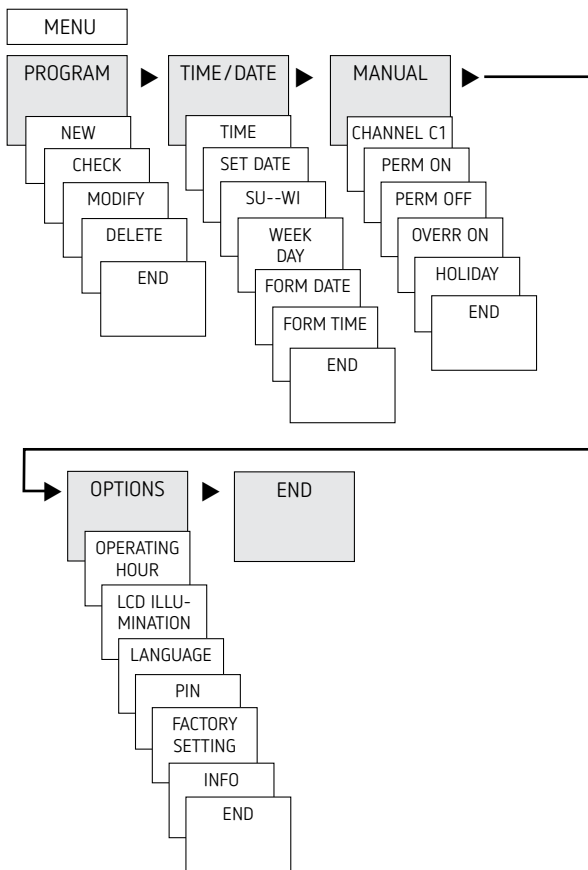 MENU
PROGRAM
NEW
CHECK
MODIFY
DELETE
END
TIME/DATE
TIME
SET DATE
SU--WI
WEEK
DAY
FORM DATE
FORM TIME
END
MANUAL
CHANNEL C1
PERM ON
PERM OFF
OVERR ON
HOLIDAY
END
OPTIONS
OPERATING
HOUR
LCD ILLU-
MINATION
LANGUAGE
PIN
FACTORY
SETTING
INFO
END
END